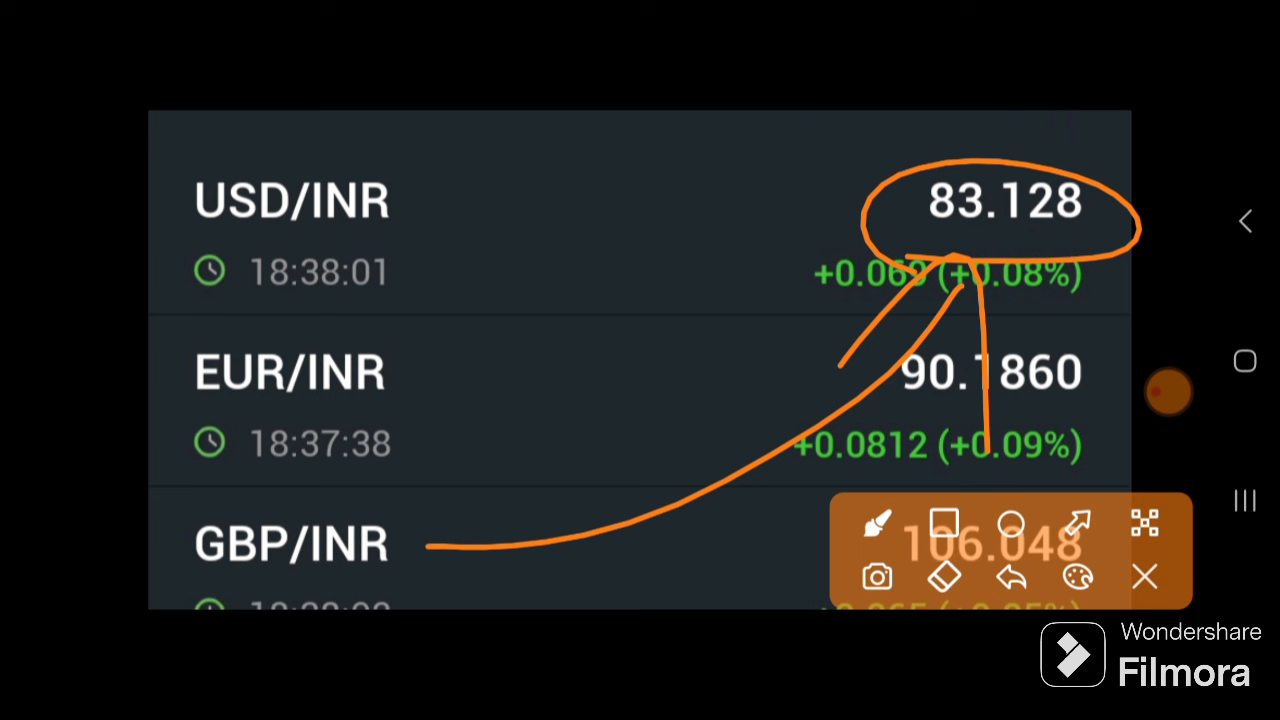 USD/INR 83.128
18:38:01 +0.069 (+0.08%)
EUR/INR 90.1860
18:37:38 +0.0812 (+0.09%)
GBP/INR 106.048
Wondershare
Filmora